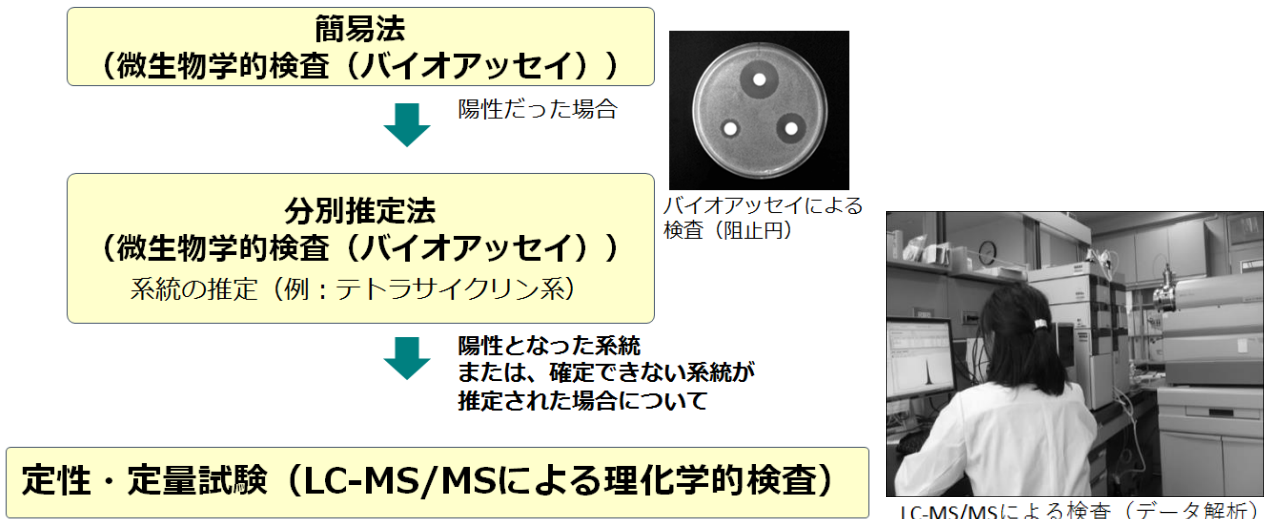 簡易法
（微生物学的検査（バイオアッセイ））
陽性だった場合
分別推定法
（微生物学的検査（バイオアッセイ））
系統の推定（例：テトラサイクリン系）
バイオアッセイによる
検査（阻止円）
陽性となった系統
または、確定できない系統が
推定された場合について
定性・定量試験（LC-MS/MSによる理化学的検査）
LC-MS/MSによる検査（データ解析）